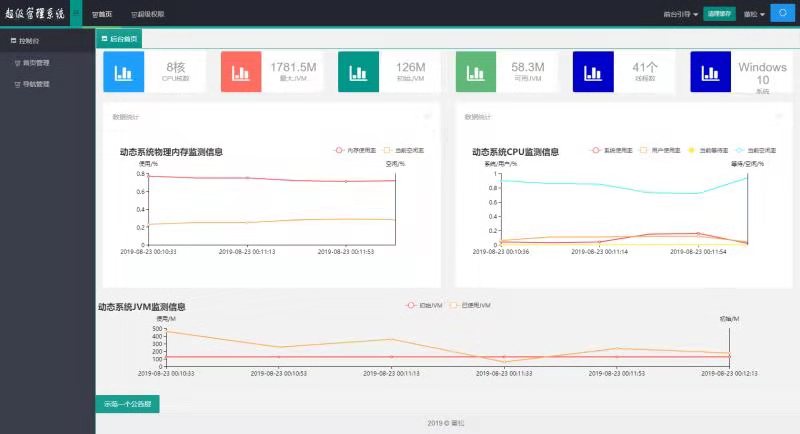 超级管理系统
首页
超级权限
前台引导
清理缓存
董松
控制台
首页管理
导航管理
后台首页
8核
CPU核数
1781.5M
最大JVM
126M
初始JVM
58.3M
可用JVM
41个
线程数
Windows
10
系统
数据统计
数据统计
动态系统物理内存监测信息
内存使用率
当前空闲率
使用/%
空闲/%
0.8
0.6
0.4
0.2
0
2019-08-23 00:10:33
2019-08-23 00:11:13
2019-08-23 00:11:53
动态系统CPU监测信息
系统使用率
用户使用率
当前等待率
当前空闲率
系统/用户/%
等待/空闲/%
1
0.8
0.6
0.4
0.2
0
2019-08-23 00:10:36
2019-08-23 00:11:14
2019-08-23 00:11:54
动态系统JVM监测信息
初始JVM
已使用JVM
使用/M
初始/M
500
400
300
200
100
0
2019-08-23 00:10:33
2019-08-23 00:10:53
2019-08-23 00:11:13
2019-08-23 00:11:33
2019-08-23 00:11:53
2019-08-23 00:12:13
示范一个公告层
2019 © 董松